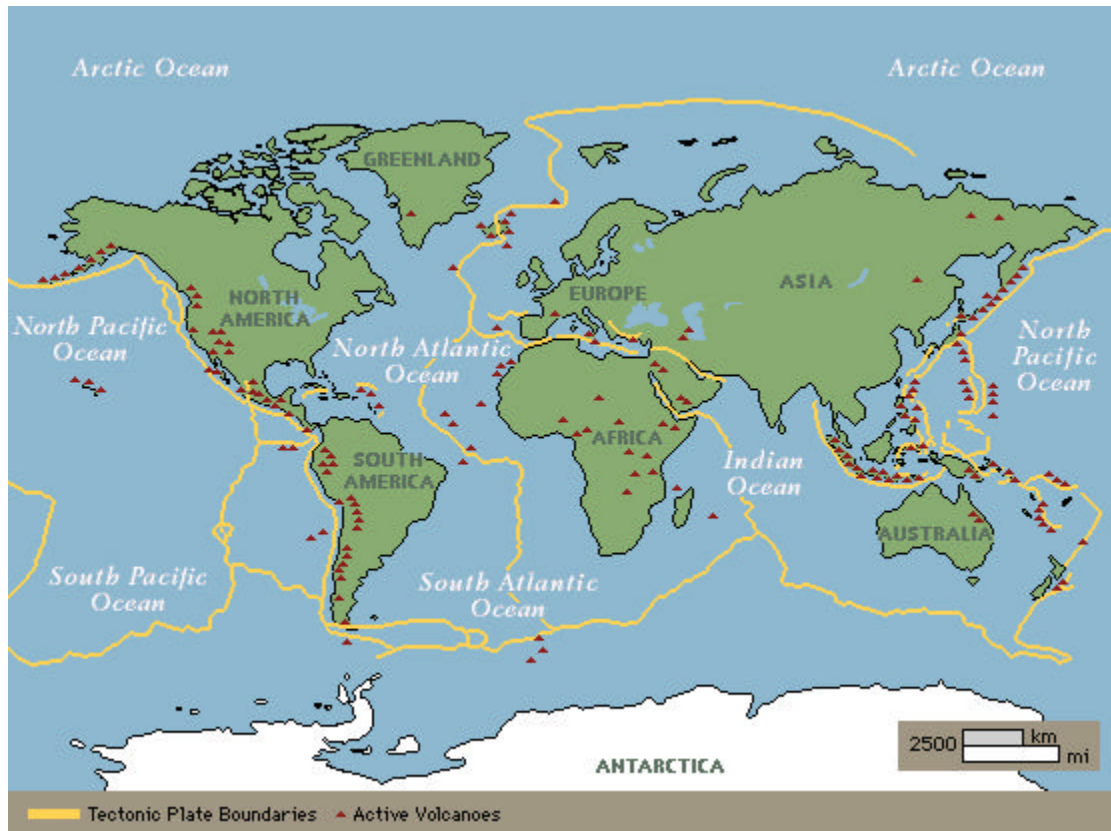 Arctic Ocean
Arctic Ocean
GREENLAND
NORTH
AMERICA
EUROPE
ASIA
North Pacific
Ocean
North Atlantic
Ocean
North
Pacific
Ocean
AFRICA
SOUTH
AMERICA
Indian
Ocean
AUSTRALIA
South Pacific
Ocean
South Atlantic
Ocean
ANTARCTICA
2500 km
mi
Tectonic Plate Boundaries
Active Volcanoes